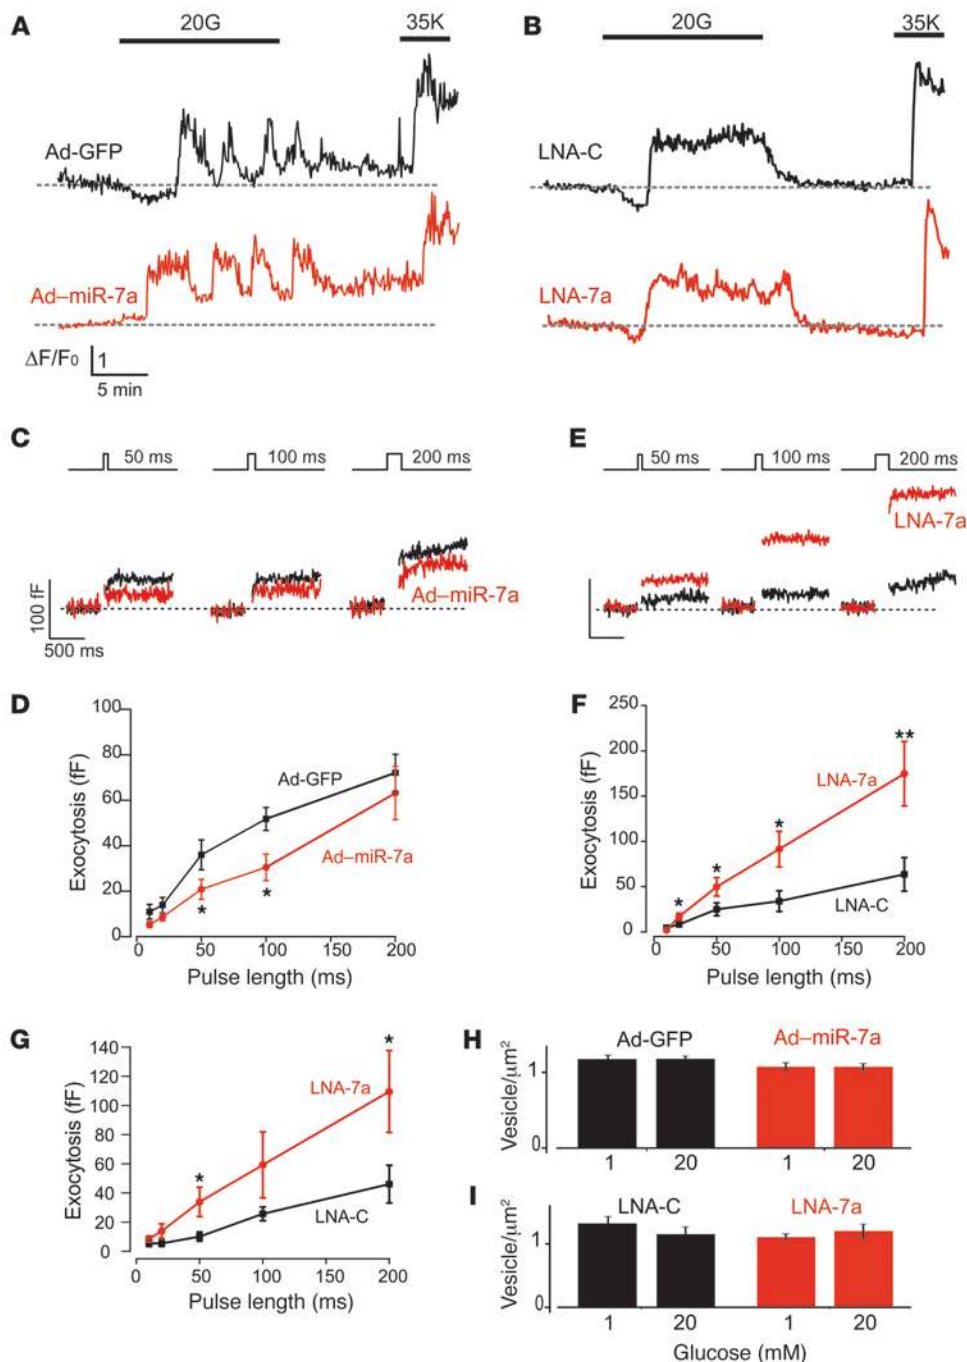 A
20G
35K
Ad-GFP
Ad–miR-7a
ΔF/F0
1
5 min
B
20G
35K
LNA-C
LNA-7a
C
50 ms
100 ms
200 ms
Ad–miR-7a
100 fF
500 ms
E
50 ms
100 ms
200 ms
LNA-7a
D
100
80
60
40
20
0
Exocytosis (fF)
Ad-GFP
Ad–miR-7a
*
*
0 50 100 150 200
Pulse length (ms)
F
250
200
150
100
50
0
Exocytosis (fF)
LNA-7a
LNA-C
*
*
*
**
0 50 100 150 200
Pulse length (ms)
G
140
120
100
80
60
40
20
0
Exocytosis (fF)
LNA-7a
LNA-C
*
*
0 50 100 150 200
Pulse length (ms)
H
Ad-GFP Ad–miR-7a
Vesicle/µm²
1
0
1 20 1 20
I
LNA-C LNA-7a
Vesicle/µm²
1
0
1 20 1 20
Glucose (mM)